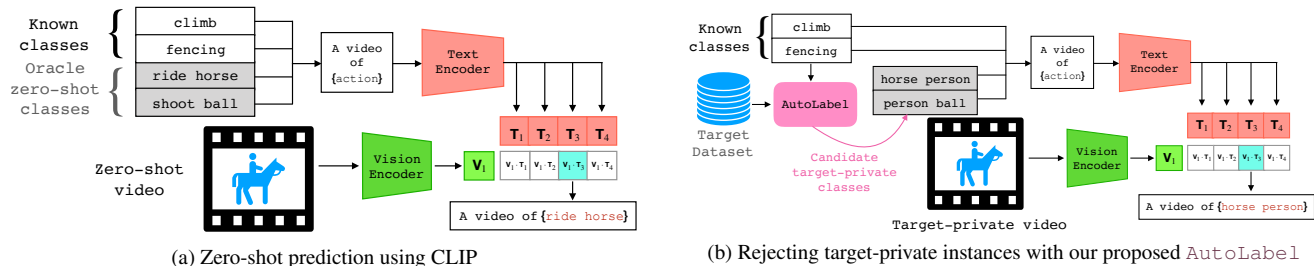 Known
classes
Oracle
zero-shot
classes
climb
fencing
ride horse
shoot ball
A video
of
{action}
Text
Encoder
T1 T2 T3 T4
Zero-shot
video
Vision
Encoder
V1
V1·T1 V1·T2 V1·T3 V1·T4
A video of {ride horse}
(a) Zero-shot prediction using CLIP
Known
classes
climb
fencing
Target
Dataset
AutoLabel
horse person
person ball
Candidate
target-private
classes
A video
of
{action}
Text
Encoder
T1 T2 T3 T4
Target-private video
Vision
Encoder
V1
V1·T1 V1·T2 V1·T3 V1·T4
A video of {horse person}
(b) Rejecting target-private instances with our proposed AutoLabel